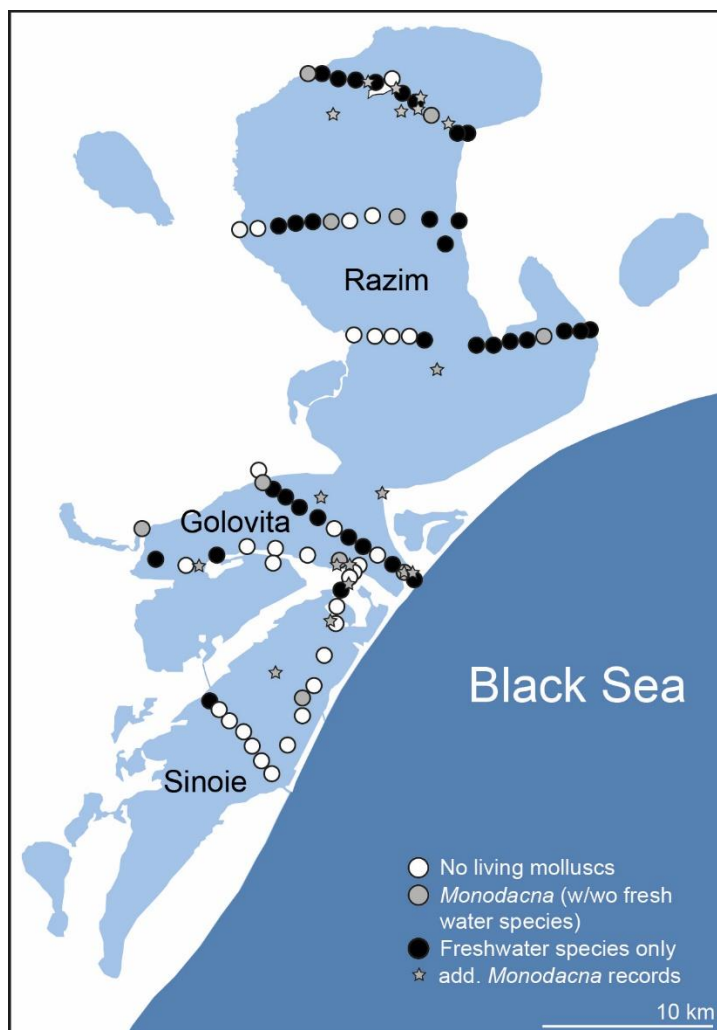 Razim
Golovita
Black Sea
Sinoie
No living molluscs
Monodacna (w/wo fresh
water species)
Freshwater species only
add. Monodacna records
10 km